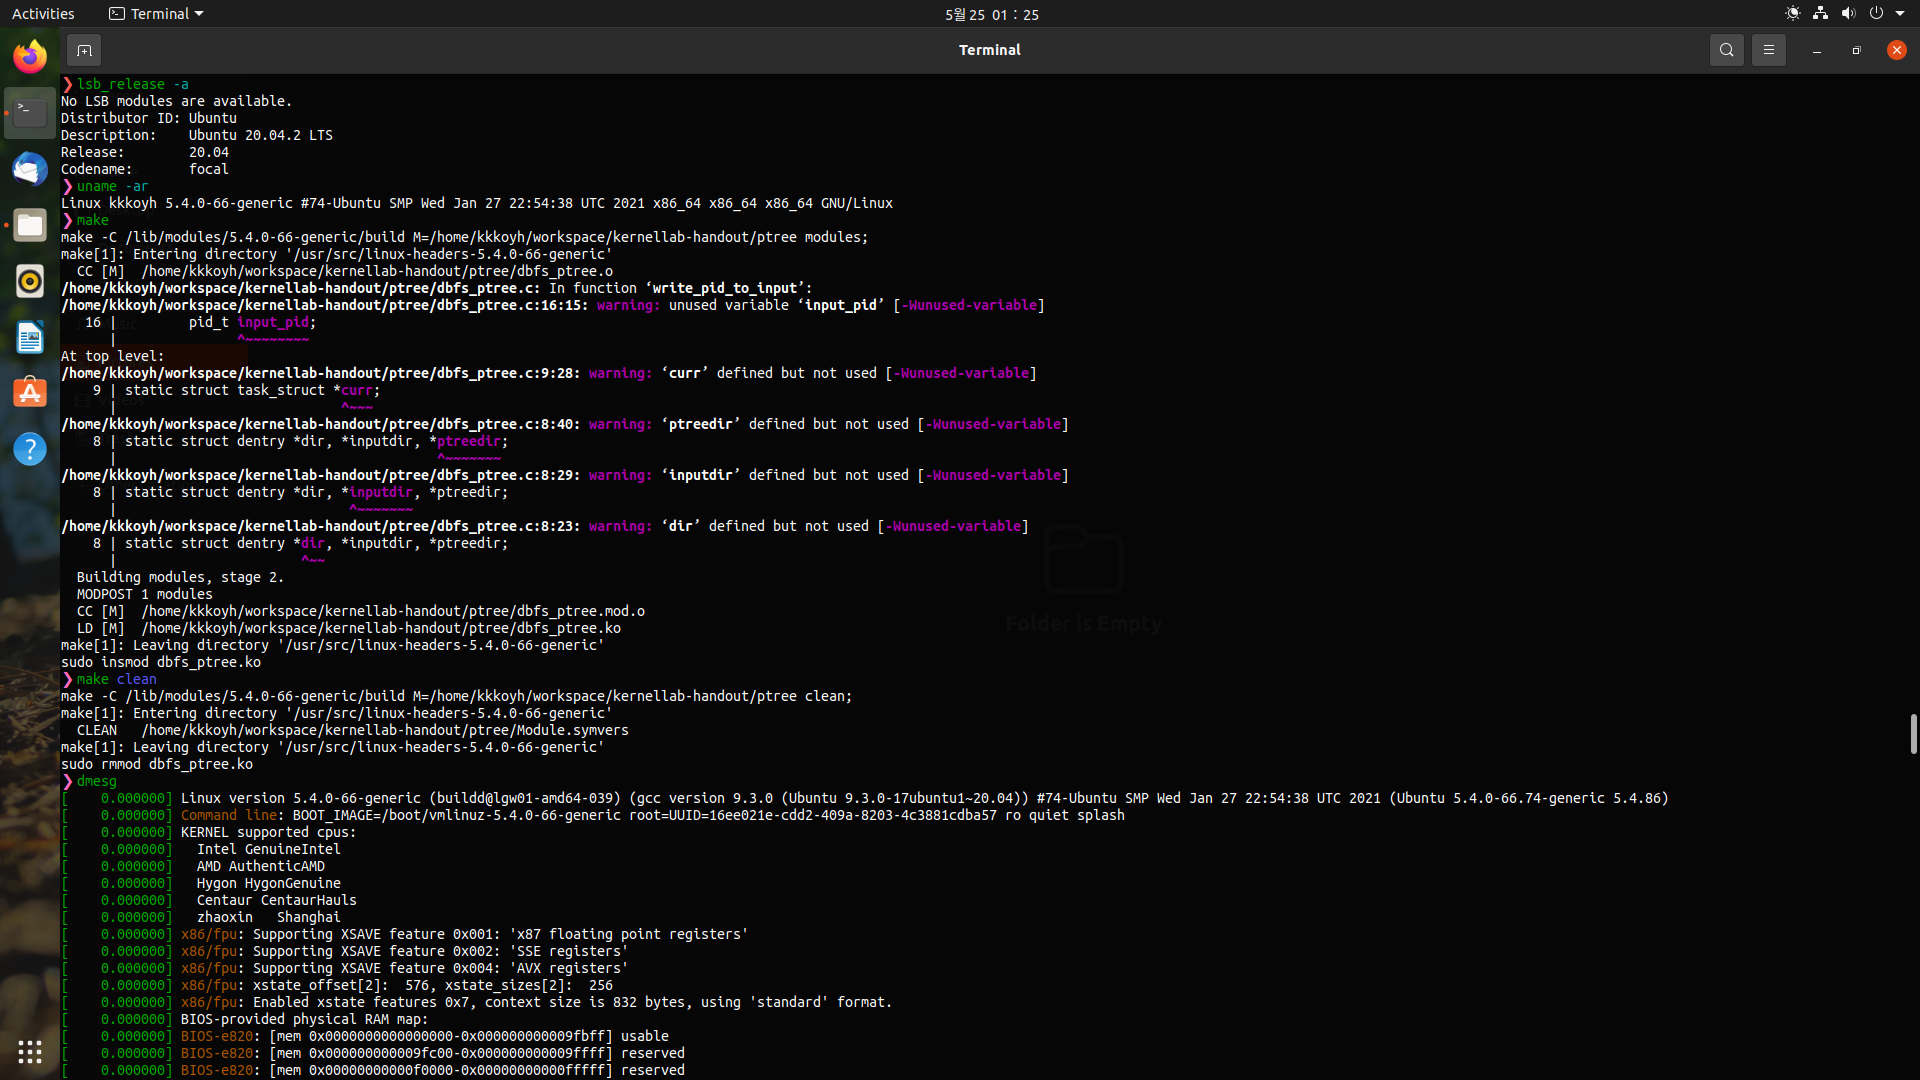 Activities
Terminal
5월 25 01 : 25
Terminal
❯ lsb_release -a
No LSB modules are available.
Distributor ID: Ubuntu
Description:    Ubuntu 20.04.2 LTS
Release:        20.04
Codename:       focal
❯ uname -ar
Linux kkkoyh 5.4.0-66-generic #74-Ubuntu SMP Wed Jan 27 22:54:38 UTC 2021 x86_64 x86_64 x86_64 GNU/Linux
❯ make
make -C /lib/modules/5.4.0-66-generic/build M=/home/kkkoyh/workspace/kernellab-handout/ptree modules;
make[1]: Entering directory '/usr/src/linux-headers-5.4.0-66-generic'
  CC [M]  /home/kkkoyh/workspace/kernellab-handout/ptree/dbfs_ptree.o
/home/kkkoyh/workspace/kernellab-handout/ptree/dbfs_ptree.c: In function ‘write_pid_to_input’:
/home/kkkoyh/workspace/kernellab-handout/ptree/dbfs_ptree.c:16:15: warning: unused variable ‘input_pid’ [-Wunused-variable]
   16 |         pid_t input_pid;
      |               ^~~~~~~~~
At top level:
/home/kkkoyh/workspace/kernellab-handout/ptree/dbfs_ptree.c:9:28: warning: ‘curr’ defined but not used [-Wunused-variable]
    9 | static struct task_struct *curr;
      |                            ^~~~
/home/kkkoyh/workspace/kernellab-handout/ptree/dbfs_ptree.c:8:40: warning: ‘ptreedir’ defined but not used [-Wunused-variable]
    8 | static struct dentry *dir, *inputdir, *ptreedir;
      |                                        ^~~~~~~~
/home/kkkoyh/workspace/kernellab-handout/ptree/dbfs_ptree.c:8:29: warning: ‘inputdir’ defined but not used [-Wunused-variable]
    8 | static struct dentry *dir, *inputdir, *ptreedir;
      |                             ^~~~~~~~
/home/kkkoyh/workspace/kernellab-handout/ptree/dbfs_ptree.c:8:23: warning: ‘dir’ defined but not used [-Wunused-variable]
    8 | static struct dentry *dir, *inputdir, *ptreedir;
      |                       ^~~
Folder is Empty
  Building modules, stage 2.
  MODPOST 1 modules
  CC [M]  /home/kkkoyh/workspace/kernellab-handout/ptree/dbfs_ptree.mod.o
  LD [M]  /home/kkkoyh/workspace/kernellab-handout/ptree/dbfs_ptree.ko
make[1]: Leaving directory '/usr/src/linux-headers-5.4.0-66-generic'
sudo insmod dbfs_ptree.ko
❯ make clean
make -C /lib/modules/5.4.0-66-generic/build M=/home/kkkoyh/workspace/kernellab-handout/ptree clean;
make[1]: Entering directory '/usr/src/linux-headers-5.4.0-66-generic'
  CLEAN   /home/kkkoyh/workspace/kernellab-handout/ptree/Module.symvers
make[1]: Leaving directory '/usr/src/linux-headers-5.4.0-66-generic'
sudo rmmod dbfs_ptree.ko
❯ dmesg
[    0.000000] Linux version 5.4.0-66-generic (buildd@lgw01-amd64-039) (gcc version 9.3.0 (Ubuntu 9.3.0-17ubuntu1~20.04)) #74-Ubuntu SMP Wed Jan 27 22:54:38 UTC 2021 (Ubuntu 5.4.0-66.74-generic 5.4.86)
[    0.000000] Command line: BOOT_IMAGE=/boot/vmlinuz-5.4.0-66-generic root=UUID=16ee021e-cdd2-409a-8203-4c3881cdba57 ro quiet splash
[    0.000000] KERNEL supported cpus:
[    0.000000]   Intel GenuineIntel
[    0.000000]   AMD AuthenticAMD
[    0.000000]   Hygon HygonGenuine
[    0.000000]   Centaur CentaurHauls
[    0.000000]   zhaoxin   Shanghai
[    0.000000] x86/fpu: Supporting XSAVE feature 0x001: 'x87 floating point registers'
[    0.000000] x86/fpu: Supporting XSAVE feature 0x002: 'SSE registers'
[    0.000000] x86/fpu: Supporting XSAVE feature 0x004: 'AVX registers'
[    0.000000] x86/fpu: xstate_offset[2]:  576, xstate_sizes[2]:  256
[    0.000000] x86/fpu: Enabled xstate features 0x7, context size is 832 bytes, using 'standard' format.
[    0.000000] BIOS-provided physical RAM map:
[    0.000000] BIOS-e820: [mem 0x0000000000000000-0x000000000009fbff] usable
[    0.000000] BIOS-e820: [mem 0x000000000009fc00-0x000000000009ffff] reserved
[    0.000000] BIOS-e820: [mem 0x00000000000f0000-0x00000000000fffff] reserved